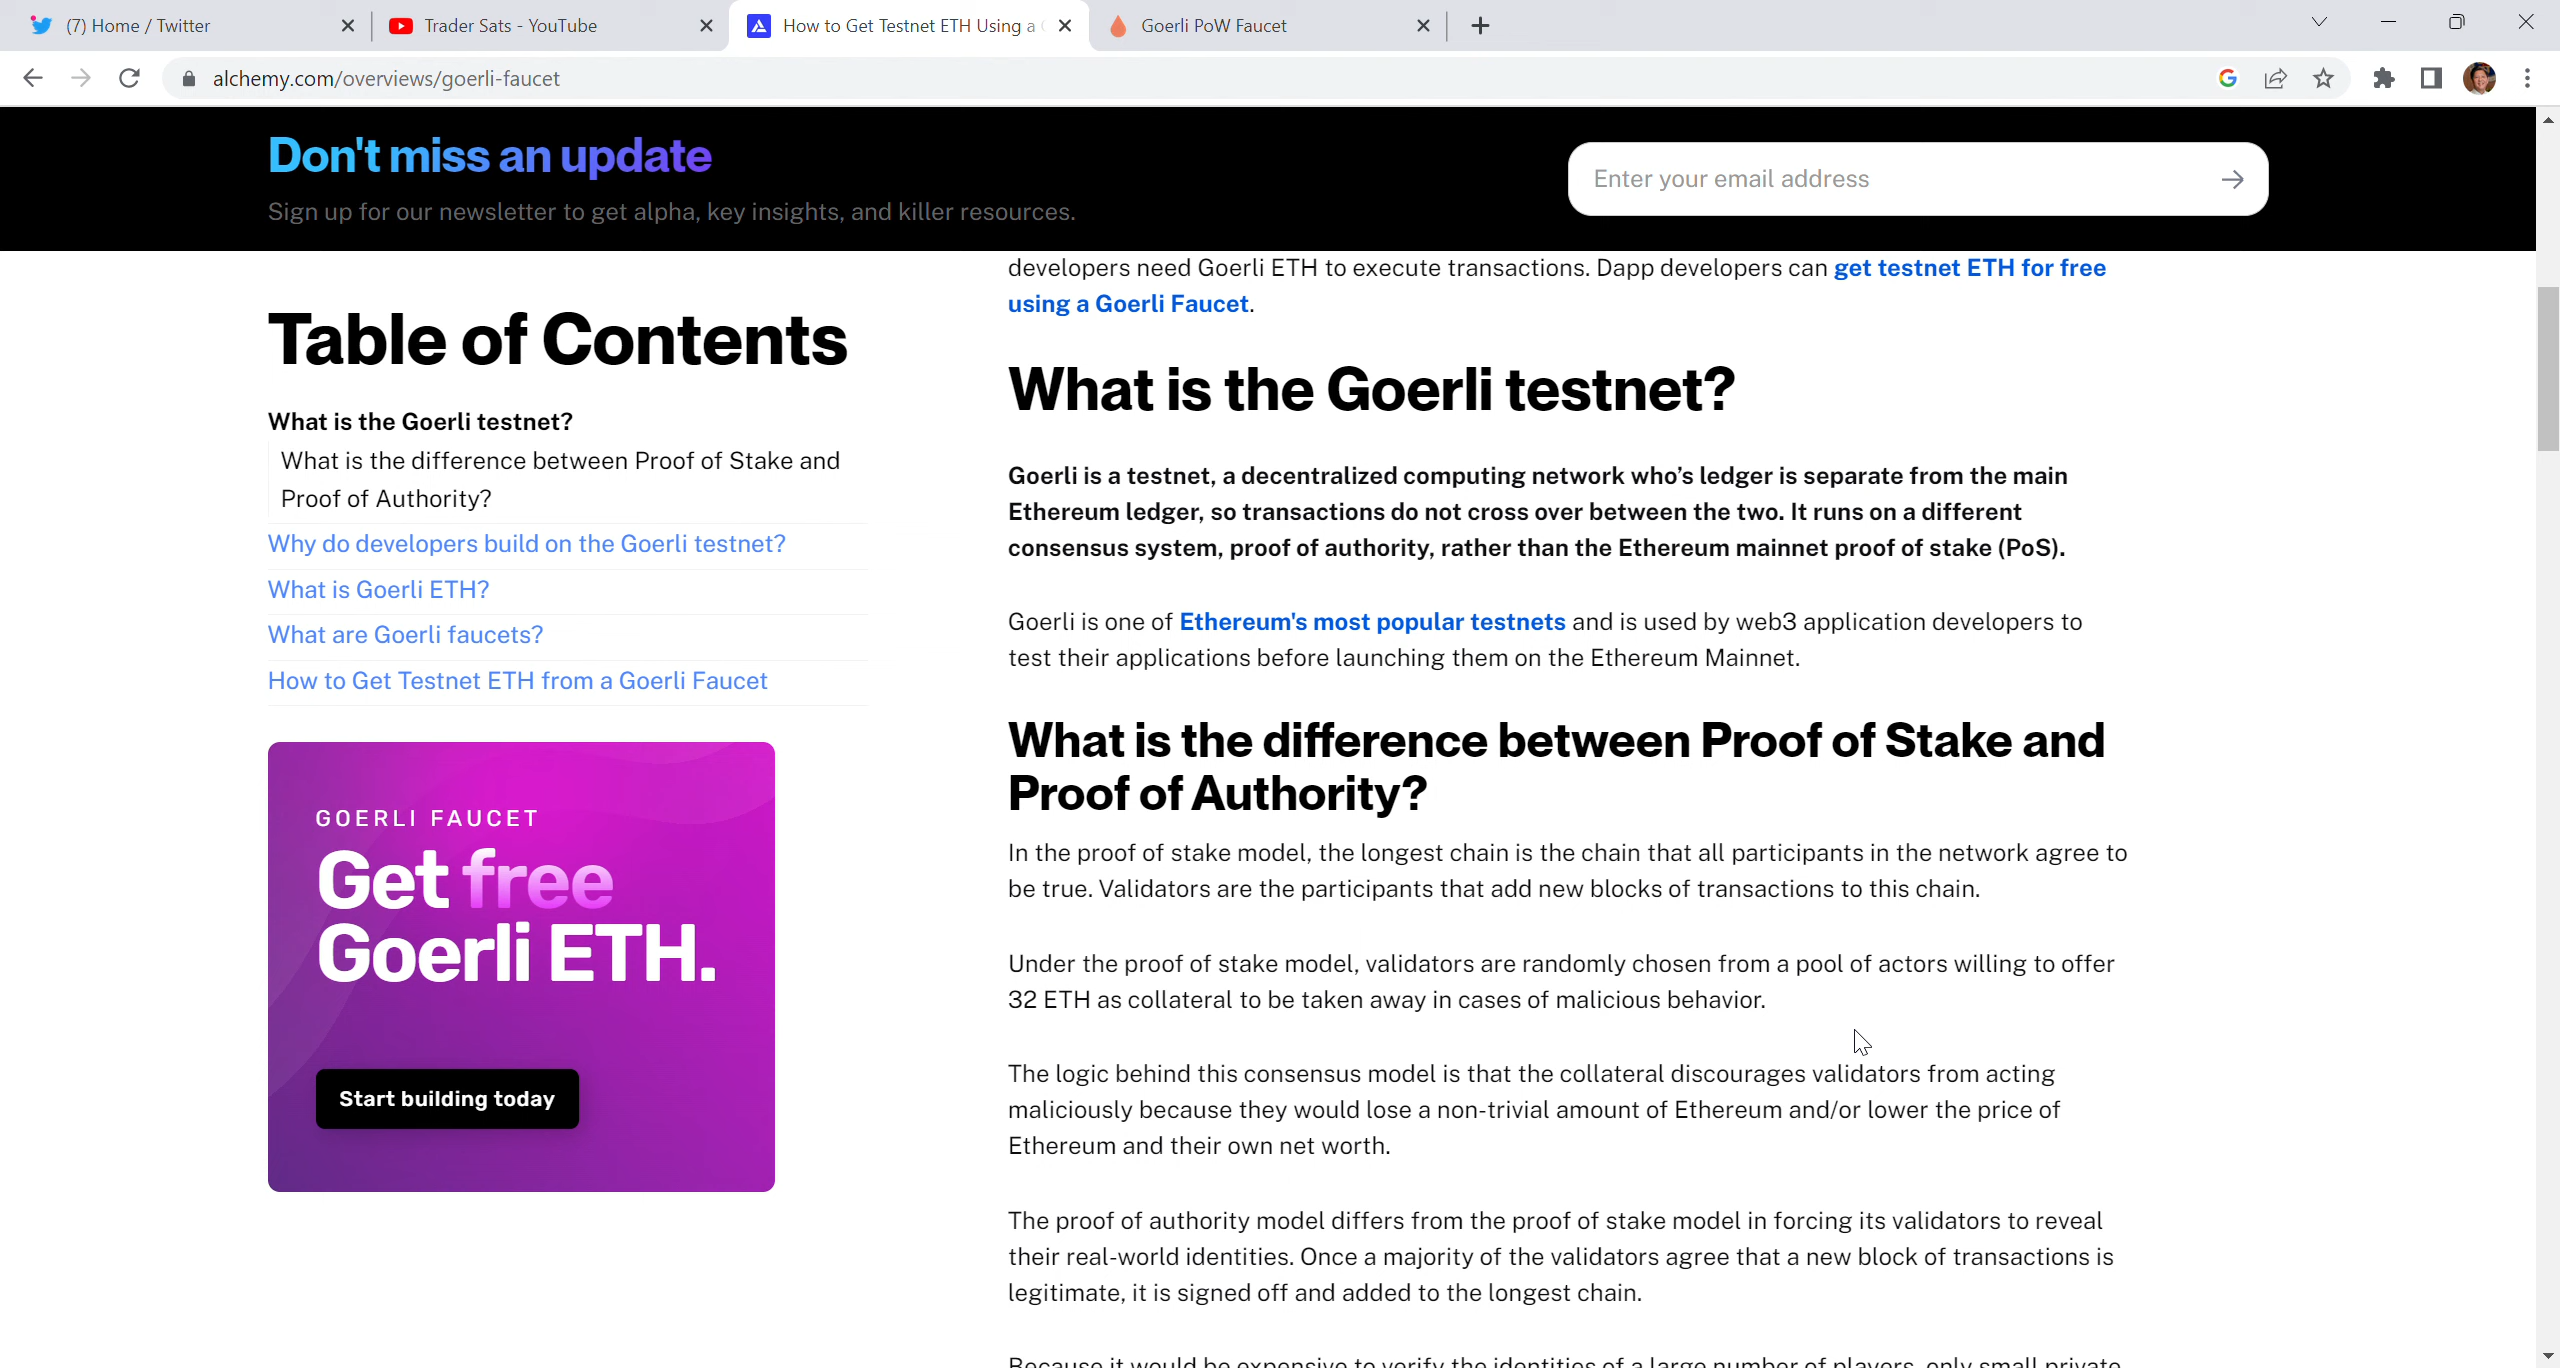 (7) Home / Twitter
Trader Sats - YouTube
How to Get Testnet ETH Using a
Goerli PoW Faucet
alchemy.com/overviews/goerli-faucet
Don't miss an update
Sign up for our newsletter to get alpha, key insights, and killer resources.
Enter your email address
Table of Contents
What is the Goerli testnet?
What is the difference between Proof of Stake and
Proof of Authority?
Why do developers build on the Goerli testnet?
What is Goerli ETH?
What are Goerli faucets?
How to Get Testnet ETH from a Goerli Faucet
GOERLI FAUCET
Get free
Goerli ETH.
Start building today
developers need Goerli ETH to execute transactions. Dapp developers can get testnet ETH for free
using a Goerli Faucet.
What is the Goerli testnet?
Goerli is a testnet, a decentralized computing network who's ledger is separate from the main
Ethereum ledger, so transactions do not cross over between the two. It runs on a different
consensus system, proof of authority, rather than the Ethereum mainnet proof of stake (PoS).
Goerli is one of Ethereum's most popular testnets and is used by web3 application developers to
test their applications before launching them on the Ethereum Mainnet.
What is the difference between Proof of Stake and
Proof of Authority?
In the proof of stake model, the longest chain is the chain that all participants in the network agree to
be true. Validators are the participants that add new blocks of transactions to this chain.
Under the proof of stake model, validators are randomly chosen from a pool of actors willing to offer
32 ETH as collateral to be taken away in cases of malicious behavior.
The logic behind this consensus model is that the collateral discourages validators from acting
maliciously because they would lose a non-trivial amount of Ethereum and/or lower the price of
Ethereum and their own net worth.
The proof of authority model differs from the proof of stake model in forcing its validators to reveal
their real-world identities. Once a majority of the validators agree that a new block of transactions is
legitimate, it is signed off and added to the longest chain.
Because it would be expensive to verify the identities of a large number of players, only small private